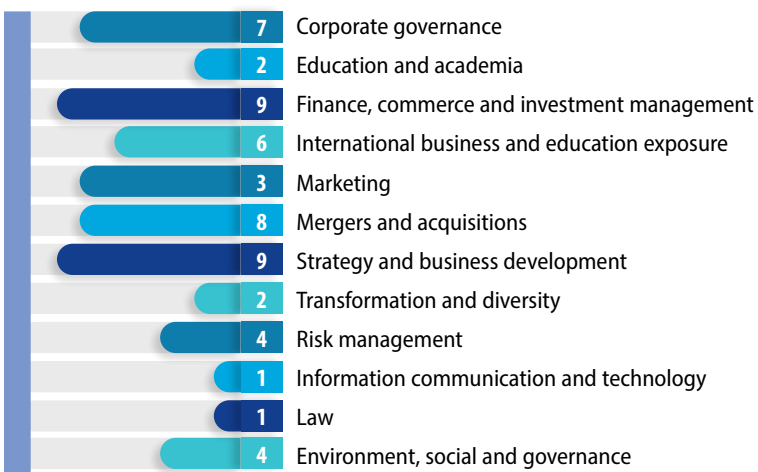 7 Corporate governance
2 Education and academia
9 Finance, commerce and investment management
6 International business and education exposure
3 Marketing
8 Mergers and acquisitions
9 Strategy and business development
2 Transformation and diversity
4 Risk management
1 Information communication and technology
1 Law
4 Environment, social and governance